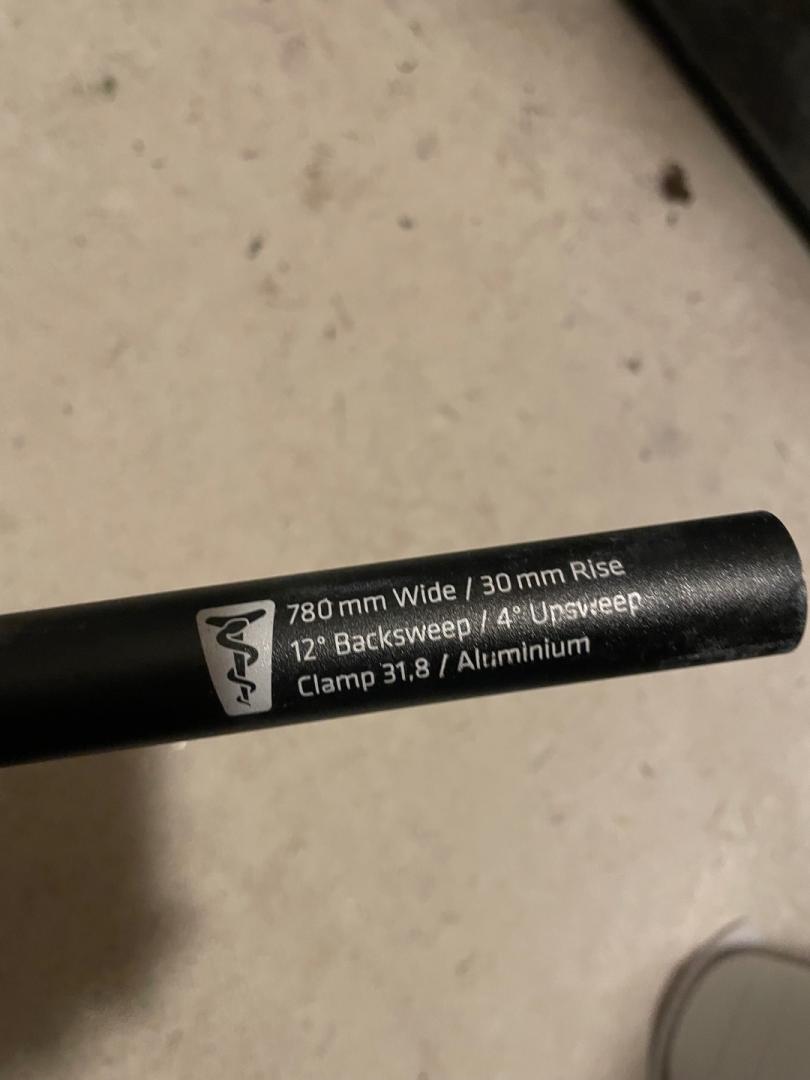 780 mm Wide / 30 mm Rise
12° Backsweep / 4° Upsweep
Clamp 31,8 / Aluminium